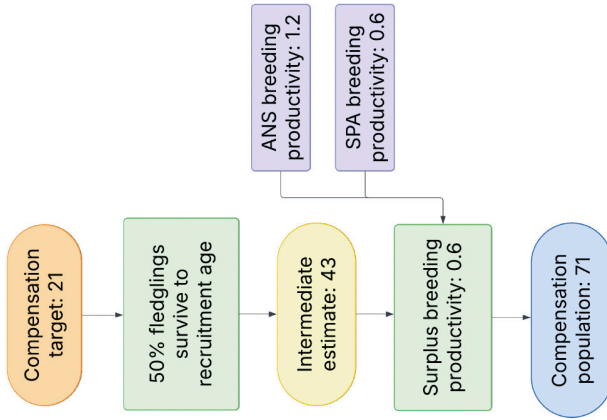 Compensation
target: 21
50% fledglings
survive to
recruitment age
Intermediate
estimate: 43
ANS breeding
productivity: 1.2
SPA breeding
productivity: 0.6
Surplus breeding
productivity: 0.6
Compensation
population: 71